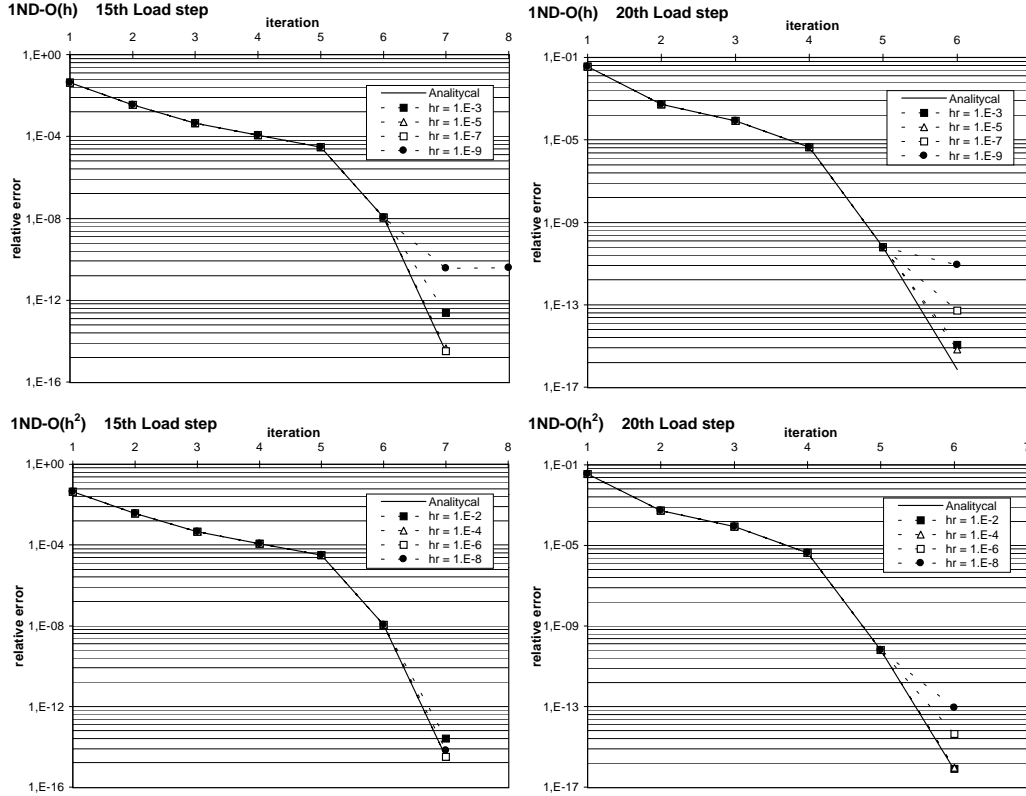 1ND-O(h) 15th Load step
iteration
1 2 3 4 5 6 7 8
1,E+00
1,E-04
1,E-08
1,E-12
1,E-16
relative error
Analitycal
hr = 1.E-3
hr = 1.E-5
hr = 1.E-7
hr = 1.E-9
1ND-O(h) 20th Load step
iteration
1 2 3 4 5 6 7
1,E-01
1,E-05
1,E-09
1,E-13
1,E-17
relative error
Analitycal
hr = 1.E-3
hr = 1.E-5
hr = 1.E-7
hr = 1.E-9
1ND-O(h²) 15th Load step
iteration
1 2 3 4 5 6 7 8
1,E+00
1,E-04
1,E-08
1,E-12
1,E-16
relative error
Analitycal
hr = 1.E-2
hr = 1.E-4
hr = 1.E-6
hr = 1.E-8
1ND-O(h²) 20th Load step
iteration
1 2 3 4 5 6 7
1,E-01
1,E-05
1,E-09
1,E-13
1,E-17
relative error
Analitycal
hr = 1.E-2
hr = 1.E-4
hr = 1.E-6
hr = 1.E-8